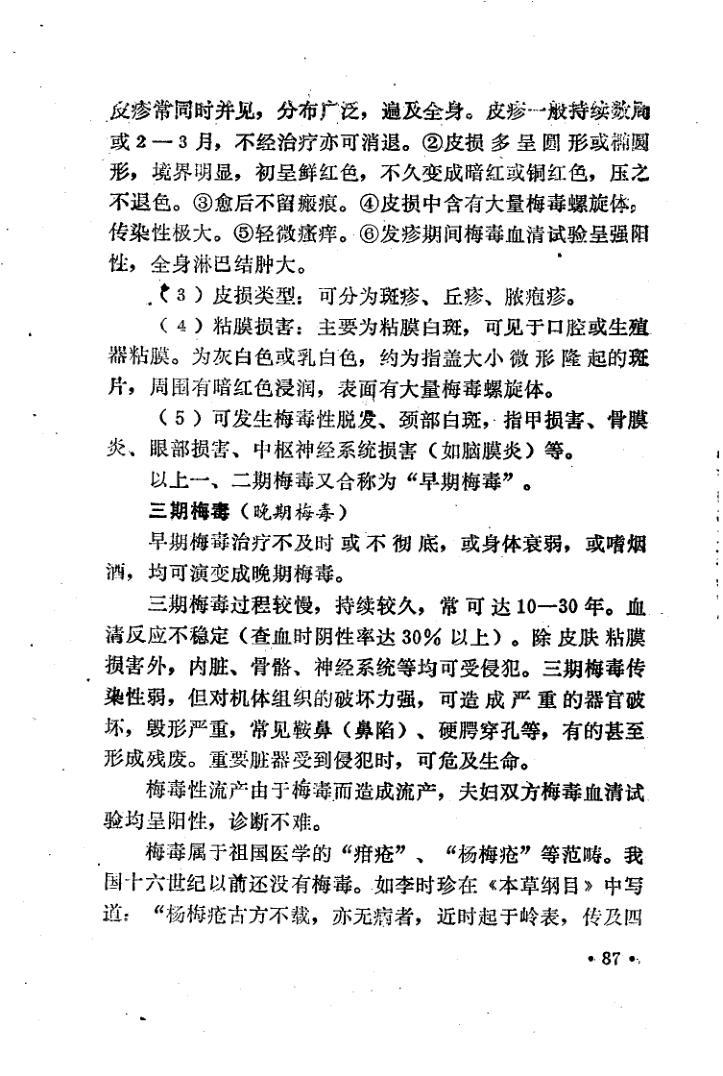 皮疹常同时并见，分布广泛，遍及全身。皮疹一般持续数周
或2—3月，不经治疗亦可消退。②皮损多呈圆形或椭圆
形，境界明显，初呈鲜红色，不久变成暗红或铜红色，压之
不退色。③愈后不留瘢痕。④皮损中含有大量梅毒螺旋体。
传染性极大。⑤轻微瘙痒。⑥发疹期间梅毒血清试验呈强阳
性，全身淋巴结肿大。
（3）皮损类型：可分为斑疹、丘疹、脓疱疹。
（4）粘膜损害：主要为粘膜白斑，可见于口腔或生殖
器粘膜。为灰白色或乳白色，约为指盖大小微形隆起的斑
片，周围有暗红色浸润，表面有大量梅毒螺旋体。
（5）可发生梅毒性脱发、颈部白斑，指甲损害、骨膜
炎、眼部损害、中枢神经系统损害（如脑膜炎）等。
以上一、二期梅毒又合称为“早期梅毒”。
三期梅毒（晚期梅毒）
早期梅毒治疗不及时或不彻底，或身体衰弱，或嗜烟
酒，均可演变成晚期梅毒。
三期梅毒过程较慢，持续较久，常可达10—30年。血
清反应不稳定（查血时阴性率达30%以上）。除皮肤粘膜
损害外，内脏、骨骼、神经系统等均可受侵犯。三期梅毒传
染性弱，但对机体组织的破坏力强，可造成严重的器官破
坏，毁形严重，常见鞍鼻（鼻陷）、硬腭穿孔等，有的甚至
形成残废。重要脏器受到侵犯时，可危及生命。
梅毒性流产由于梅毒而造成流产，夫妇双方梅毒血清试
验均呈阳性，诊断不难。
梅毒属于祖国医学的“疳疮”、“杨梅疮”等范畴。我
国十六世纪以前还没有梅毒。如李时珍在《本草纲目》中写
道：“杨梅疮古方不载，亦无病者，近时起于岭表，传及四
•87•